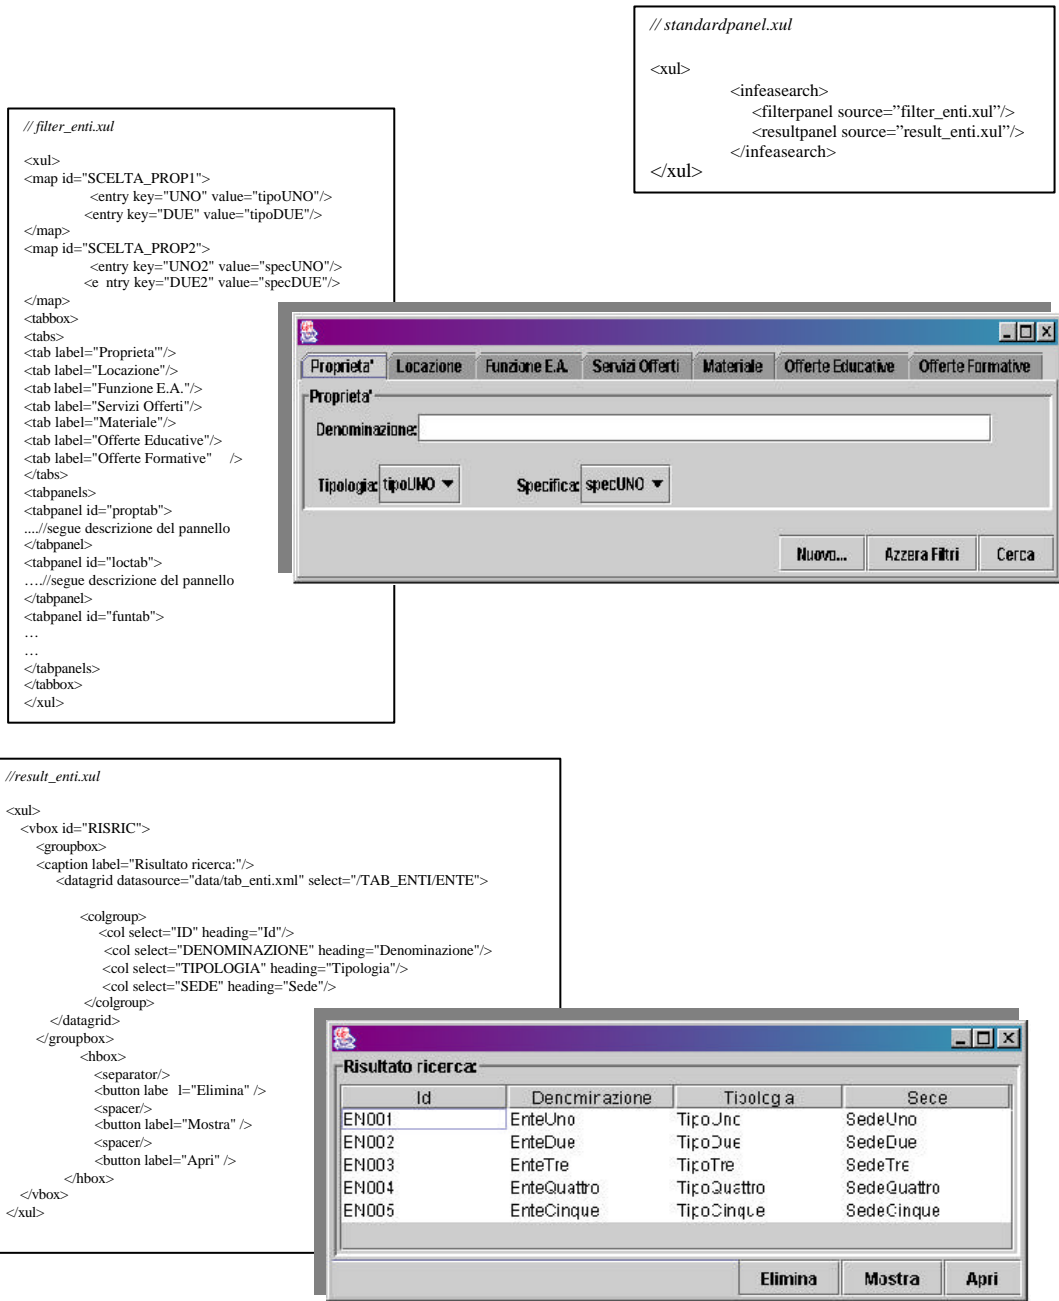 // standardpanel.xul
<xul>
<infeasearch>
<filterpanel source=”filter_enti.xul”/>
<resultpanel source=”result_enti.xul”/>
</infeasearch>
</xul>
// filter_enti.xul
<xul>
<map id="SCELTA_PROP1">
<entry key="UNO" value="tipoUNO"/>
<entry key="DUE" value="tipoDUE"/>
</map>
<map id="SCELTA_PROP2">
<entry key="UNO2" value="specUNO"/>
<e ntry key="DUE2" value="specDUE"/>
</map>
<tabbox>
<tabs>
<tab label="Proprieta'"/>
<tab label="Locazione"/>
<tab label="Funzione E.A."/>
<tab label="Servizi Offerti"/>
<tab label="Materiale"/>
<tab label="Offerte Educative"/>
<tab label="Offerte Formative" />
</tabs>
<tabpanels>
<tabpanel id="proptab">
....//segue descrizione del pannello
</tabpanel>
<tabpanel id="loctab">
….//segue descrizione del pannello
</tabpanel>
<tabpanel id="funtab">
…
…
</tabpanels>
</tabbox>
</xul>
Proprieta' Locazione Funzione E.A. Servizi Offerti Materiale Offerte Educative Offerte Formative
Proprieta'
Denominazione:
Tipologia: tipoUNO Specifica: specUNO
Nuovo... Azzera Filtri Cerca
//result_enti.xul
<xul>
<vbox id="RISRIC">
<groupbox>
<caption label="Risultato ricerca:"/>
<datagrid datasource="data/tab_enti.xml" select="/TAB_ENTI/ENTE">
<colgroup>
<col select="ID" heading="Id"/>
<col select="DENOMINAZIONE" heading="Denominazione"/>
<col select="TIPOLOGIA" heading="Tipologia"/>
<col select="SEDE" heading="Sede"/>
</colgroup>
</datagrid>
</groupbox>
<hbox>
<separator/>
<button labe l="Elimina" />
<spacer/>
<button label="Mostra" />
<spacer/>
<button label="Apri" />
</hbox>
</vbox>
</xul>
Risultato ricerca:
Id Denominazione Tipologia Sede
EN001 EnteUno TipoUno SedeUno
EN002 EnteDue TipoDue SedeDue
EN003 EnteTre TipoTre SedeTre
EN004 EnteQuattro TipoQuattro SedeQuattro
EN005 EnteCinque TipoCinque SedeCinque
Elimina Mostra Apri